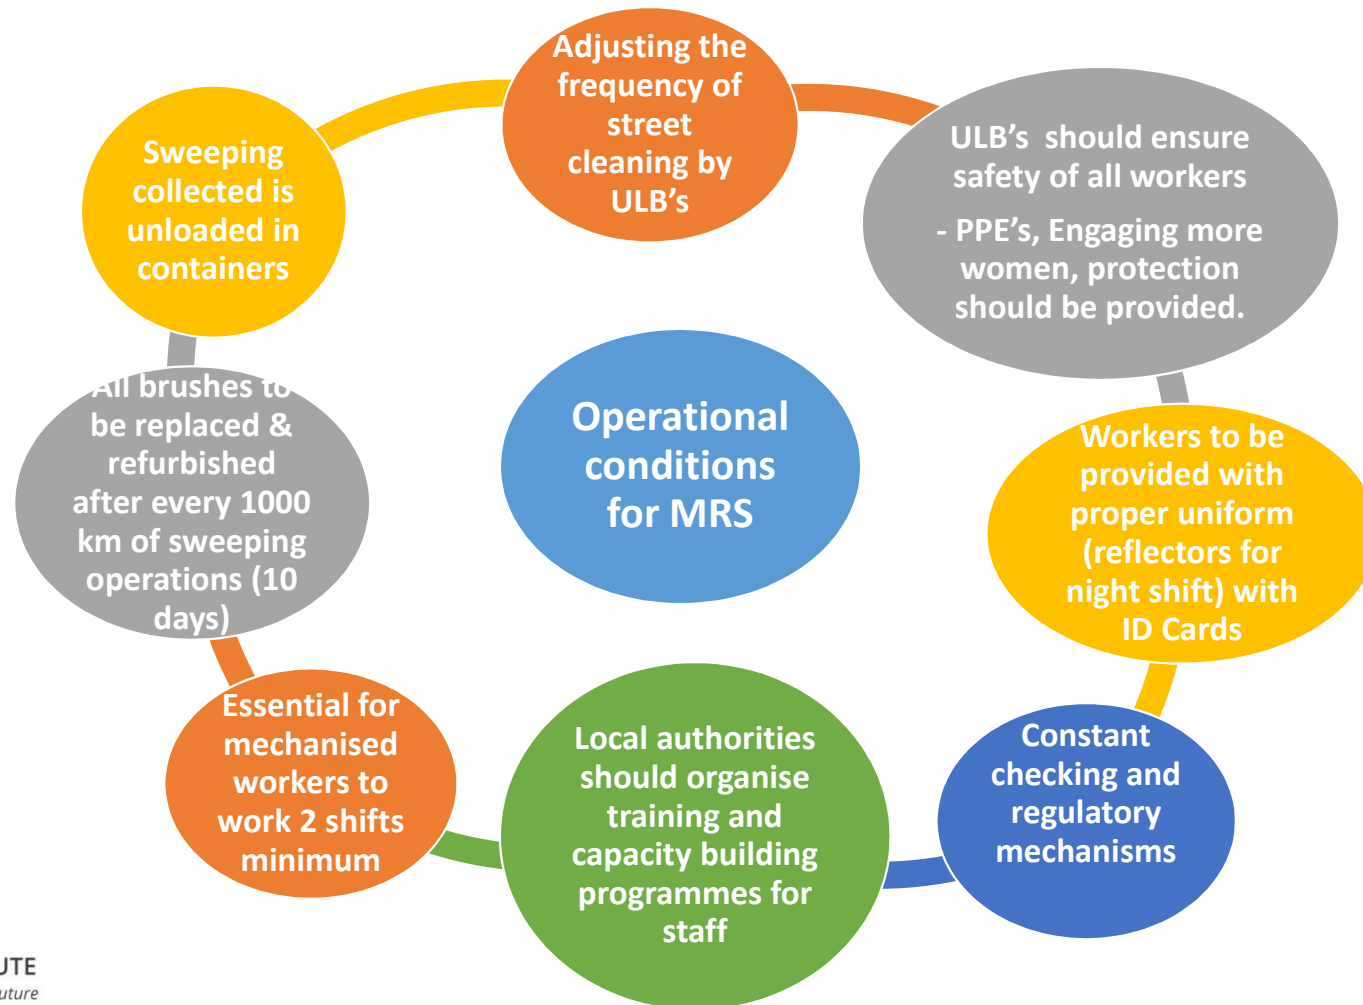 Adjusting the
frequency of
street
cleaning by
ULB’s
ULB’s should ensure
safety of all workers
- PPE’s, Engaging more
women, protection
should be provided.
Workers to be
provided with
proper uniform
(reflectors for
night shift) with
ID Cards
Constant
checking and
regulatory
mechanisms
Local authorities
should organise
training and
capacity building
programmes for
staff
Essential for
mechanised
workers to
work 2 shifts
minimum
All brushes to
be replaced &
refurbished
after every 1000
km of sweeping
operations (10
days)
Sweeping
collected is
unloaded in
containers
Operational
conditions
for MRS
UTE
uture